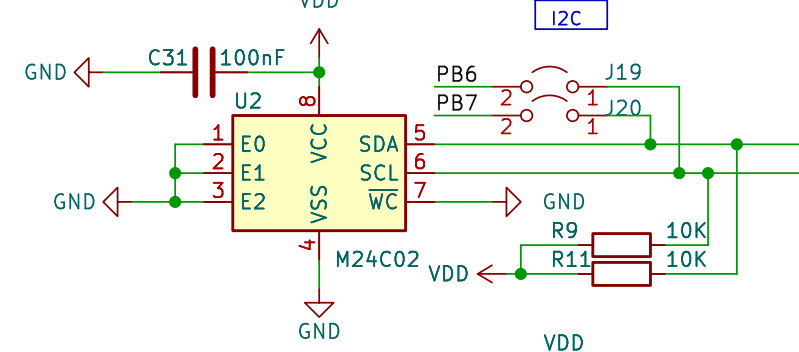 VDD
I2C
C31 100nF
GND
PB6 J19
2 1
PB7 J20
2 1
U2
8
1 E0 VCC SDA 5
2 E1 SCL 6
GND 3 E2 VSS WC 7 GND
4
M24C02
R9 10K
VDD R11 10K
GND
VDD